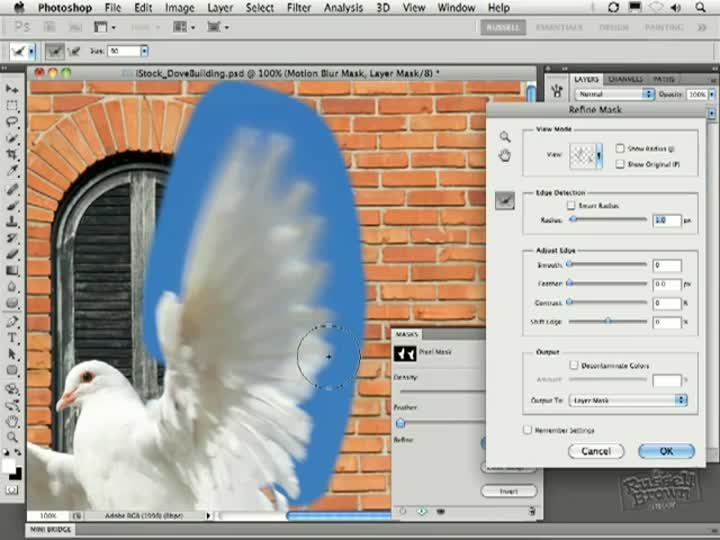 Photoshop File Edit Image Layer Select Filter Analysis 3D View Window Help
Ps RUSSELL ESSENTIALS DESIGN PAINTING
Size: 90
iStock_DoveBuilding.psd @ 100% (Motion Blur Mask, Layer Mask/8) *
LAYERS CHANNELS PATHS
Normal Opacity: 100%
Refine Mask
View Mode
View:
Show Radius (J)
Show Original (P)
Edge Detection
Smart Radius
Radius: px
Adjust Edge
Smooth: 0
Feather: 0.0 px
Contrast: 0 %
Shift Edge: 0 %
Output
Decontaminate Colors
Amount: %
Output To: Layer Mask
Remember Settings
Cancel OK
MASKS
Pixel Mask
Density:
Feather:
Refine:
Invert
100% Adobe RGB (1998) (8bpc)
MINI BRIDGE
Russell
Brown